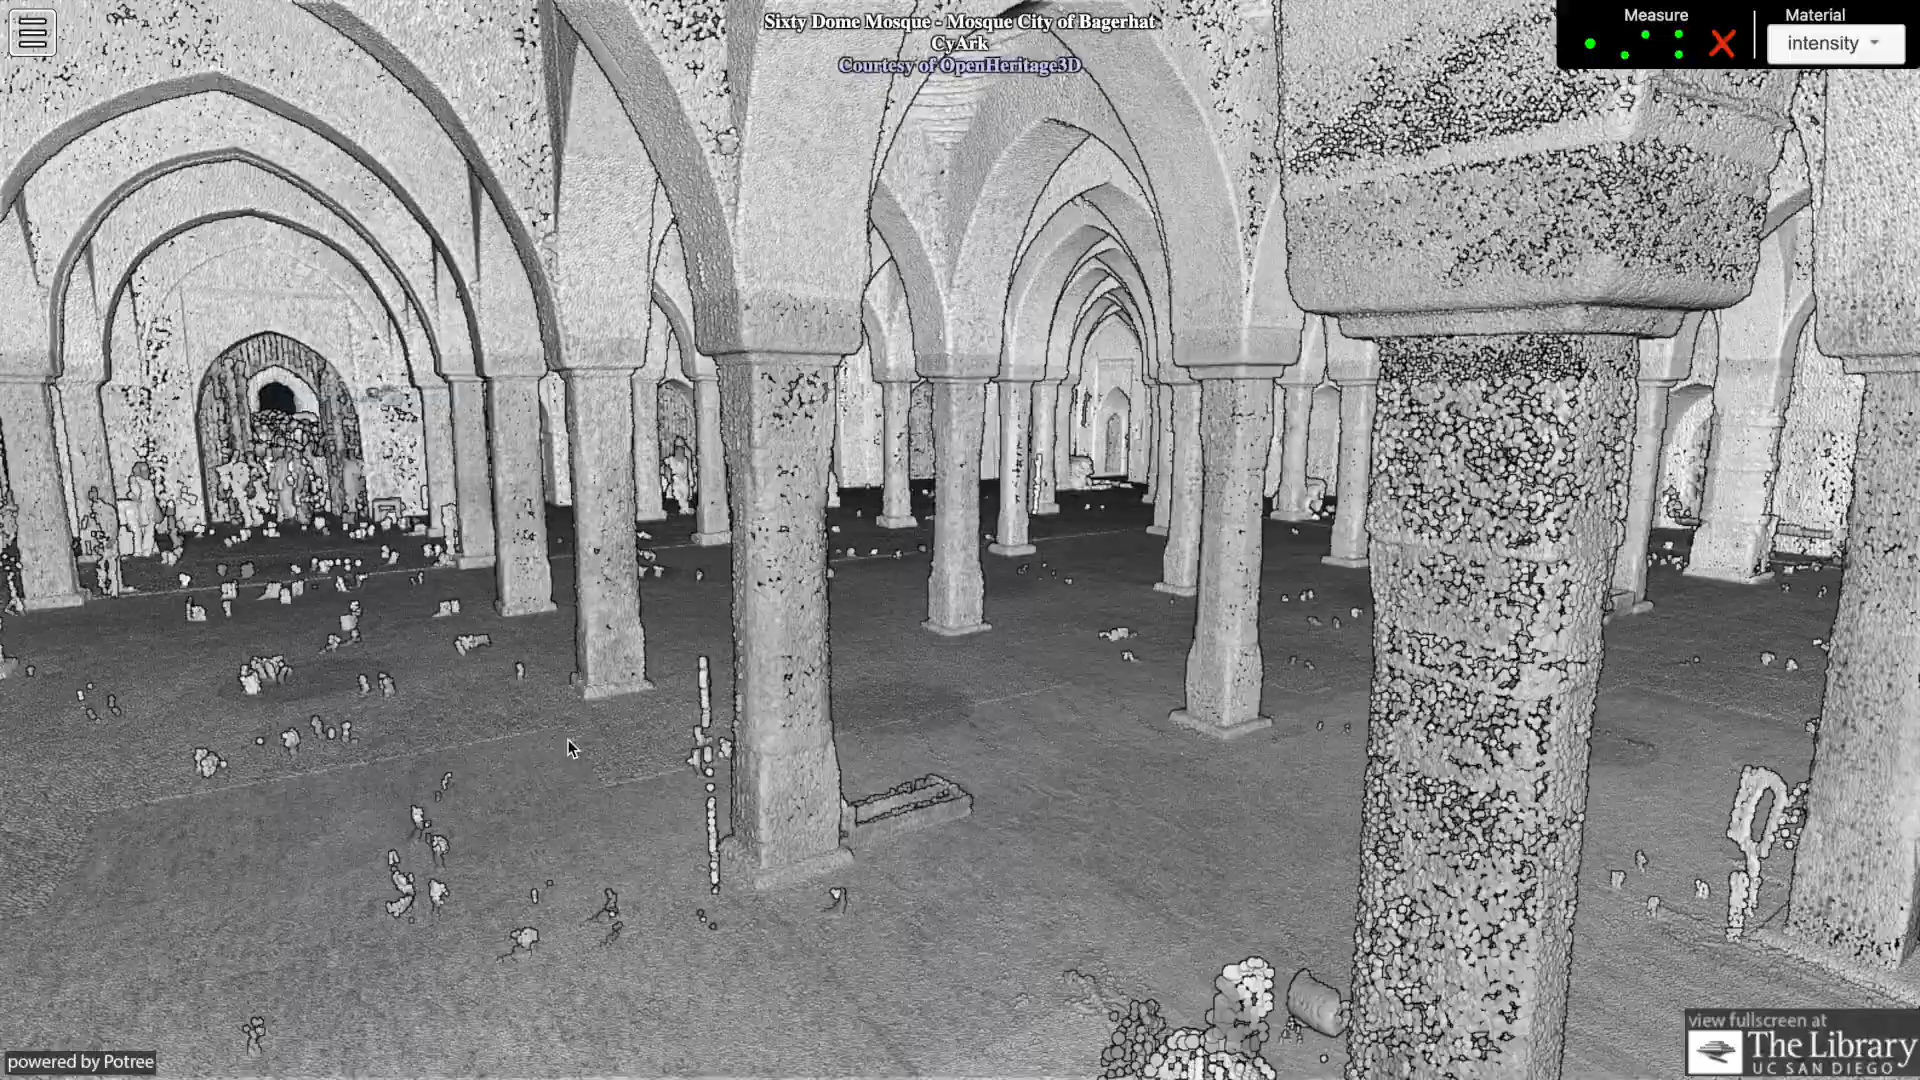 Sixty Dome Mosque - Mosque City of Bagerhat
CyArk
Courtesy of OpenHeritage3D
Measure
Material
intensity
powered by Potree
view fullscreen at
The Library
UC SAN DIEGO